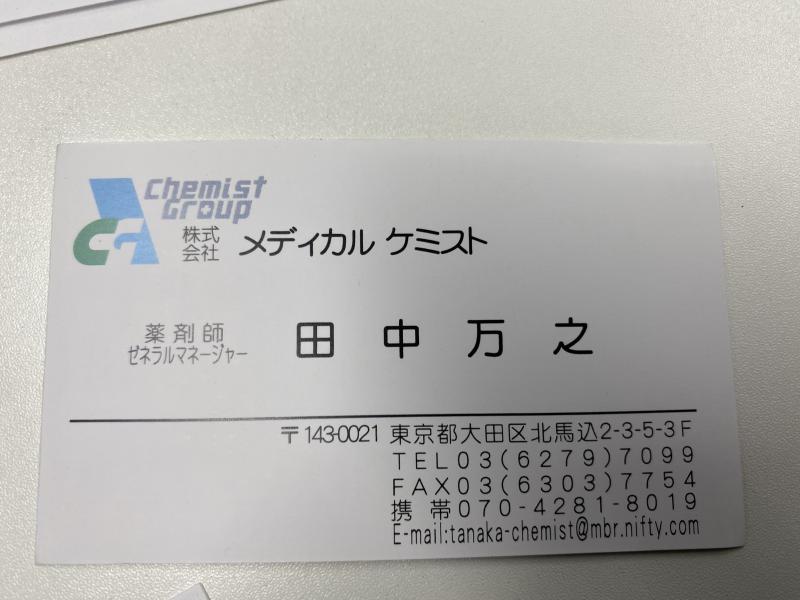 Chemist
Group
株式
会社
メディカル ケミスト
薬剤師
ゼネラルマネージャー
田中万之
〒143-0021 東京都大田区北馬込2-3-5-3F
TEL03(6279)7099
FAX03(6303)7754
携帯070-4281-8019
E-mail:tanaka-chemist@mbr.nifty.com